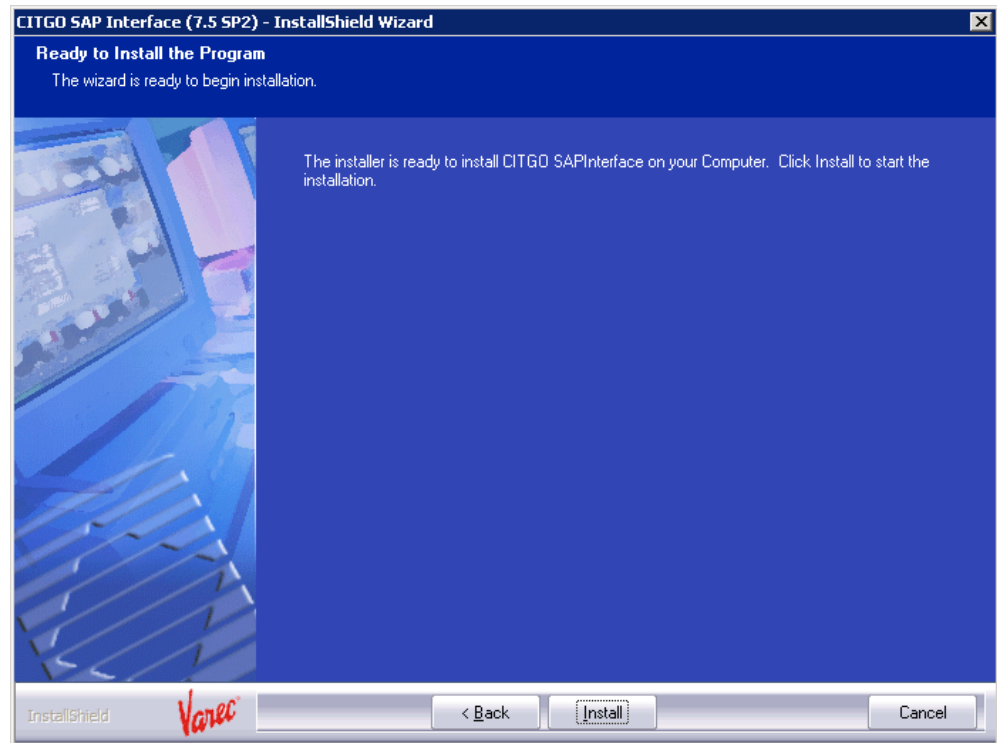 CITGO SAP Interface (7.5 SP2) - InstallShield Wizard
Ready to Install the Program
The wizard is ready to begin installation.
The installer is ready to install CITGO SAPInterface on your Computer.  Click Install to start the
installation.
InstallShield
Varec
< Back
Install
Cancel